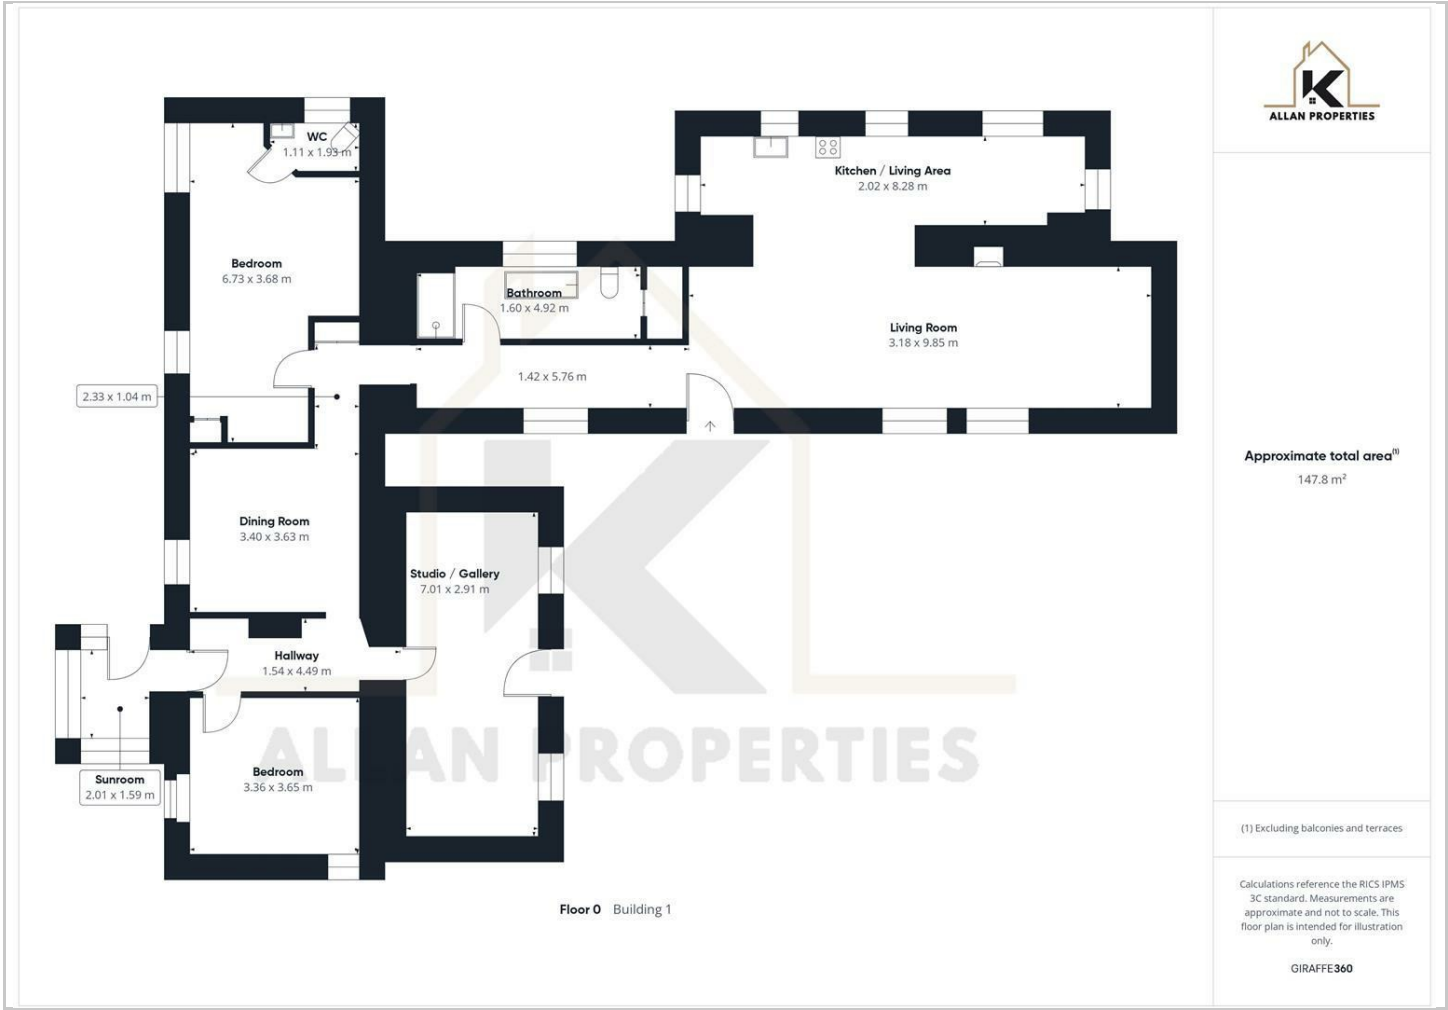 WC
1.11 x 1.93 m
Kitchen / Living Area
2.02 x 8.28 m
Bedroom
6.73 x 3.68 m
Bathroom
1.60 x 4.92 m
Living Room
3.18 x 9.85 m
1.42 x 5.76 m
2.33 x 1.04 m
Dining Room
3.40 x 3.63 m
Studio / Gallery
7.01 x 2.91 m
Hallway
1.54 x 4.49 m
Sunroom
2.01 x 1.59 m
Bedroom
3.36 x 3.65 m
K
ALLAN PROPERTIES
Floor 0 Building 1
K
ALLAN PROPERTIES
Approximate total area(1)
147.8 m²
(1) Excluding balconies and terraces
Calculations reference the RICS IPMS
3C standard. Measurements are
approximate and not to scale. This
floor plan is intended for illustration
only.
GIRAFFE360